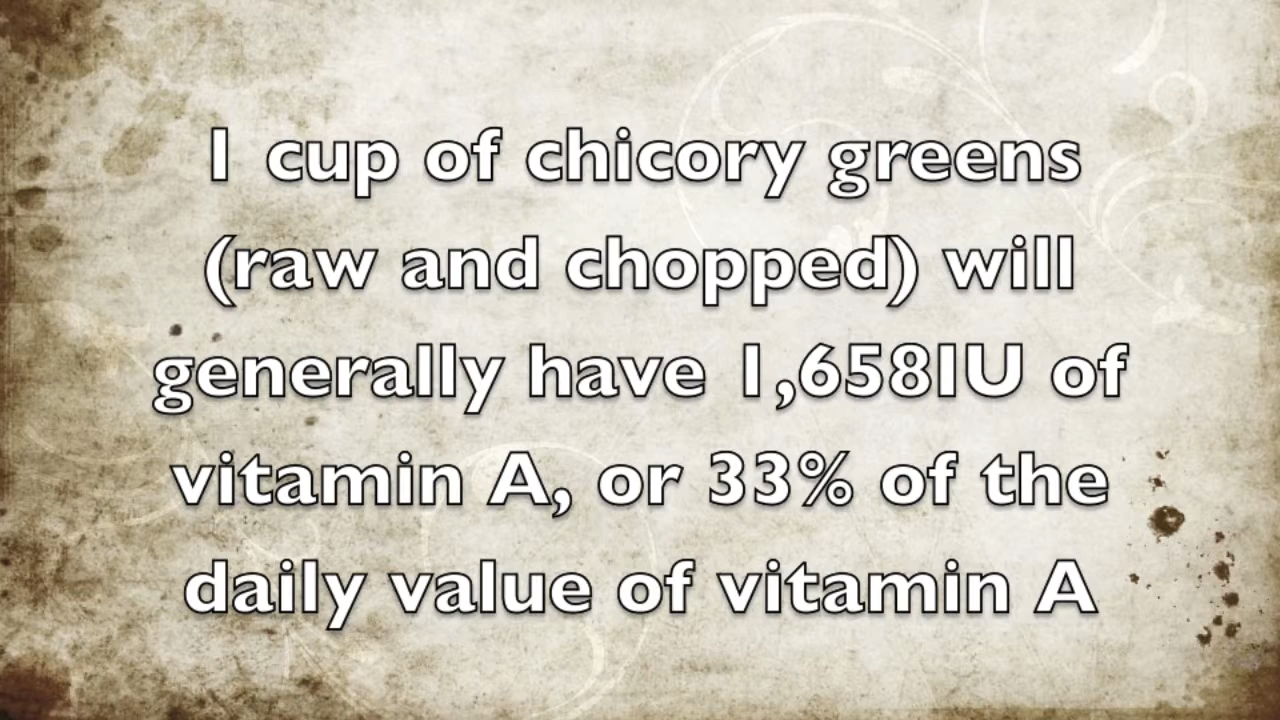 1 cup of chicory greens
(raw and chopped) will
generally have 1,658IU of
vitamin A, or 33% of the
daily value of vitamin A